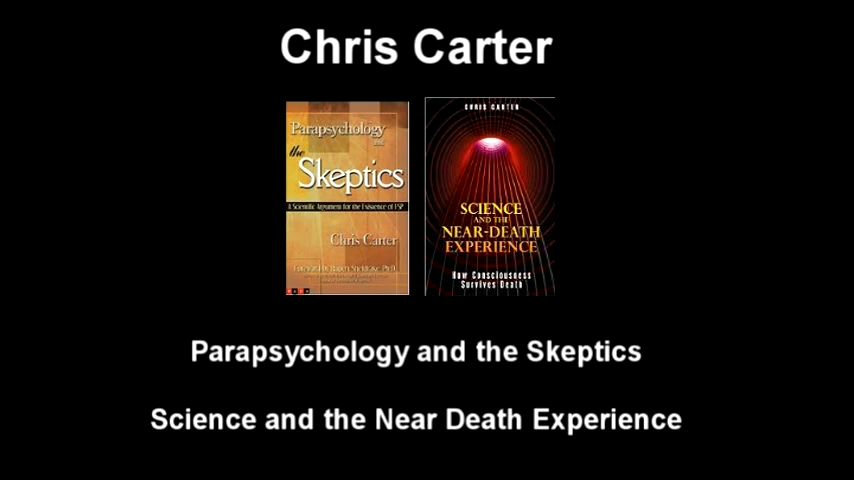 Chris Carter
Parapsychology
and
the
Skeptics
A Scientific Argument for the Existence of ESP
Chris Carter
CHRIS CARTER
SCIENCE
AND THE
NEAR-DEATH
EXPERIENCE
How Consciousness
Survives Death
Parapsychology and the Skeptics
Science and the Near Death Experience